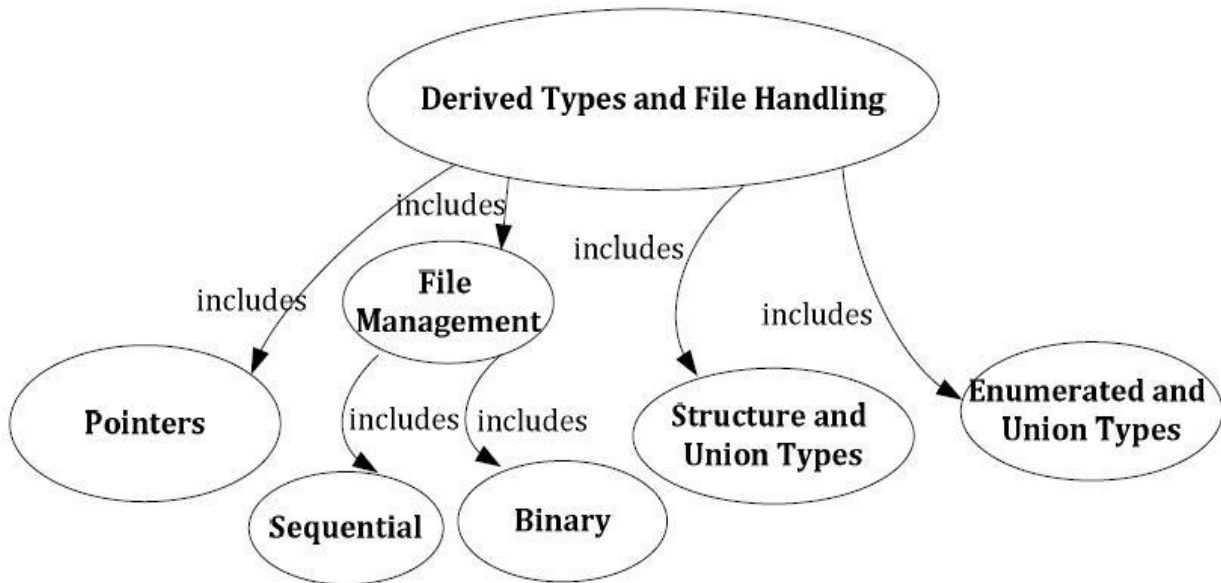 Derived Types and File Handling
includes
includes
includes
includes
File
Management
Pointers
includes
includes
Structure and
Union Types
Enumerated and
Union Types
Sequential
Binary